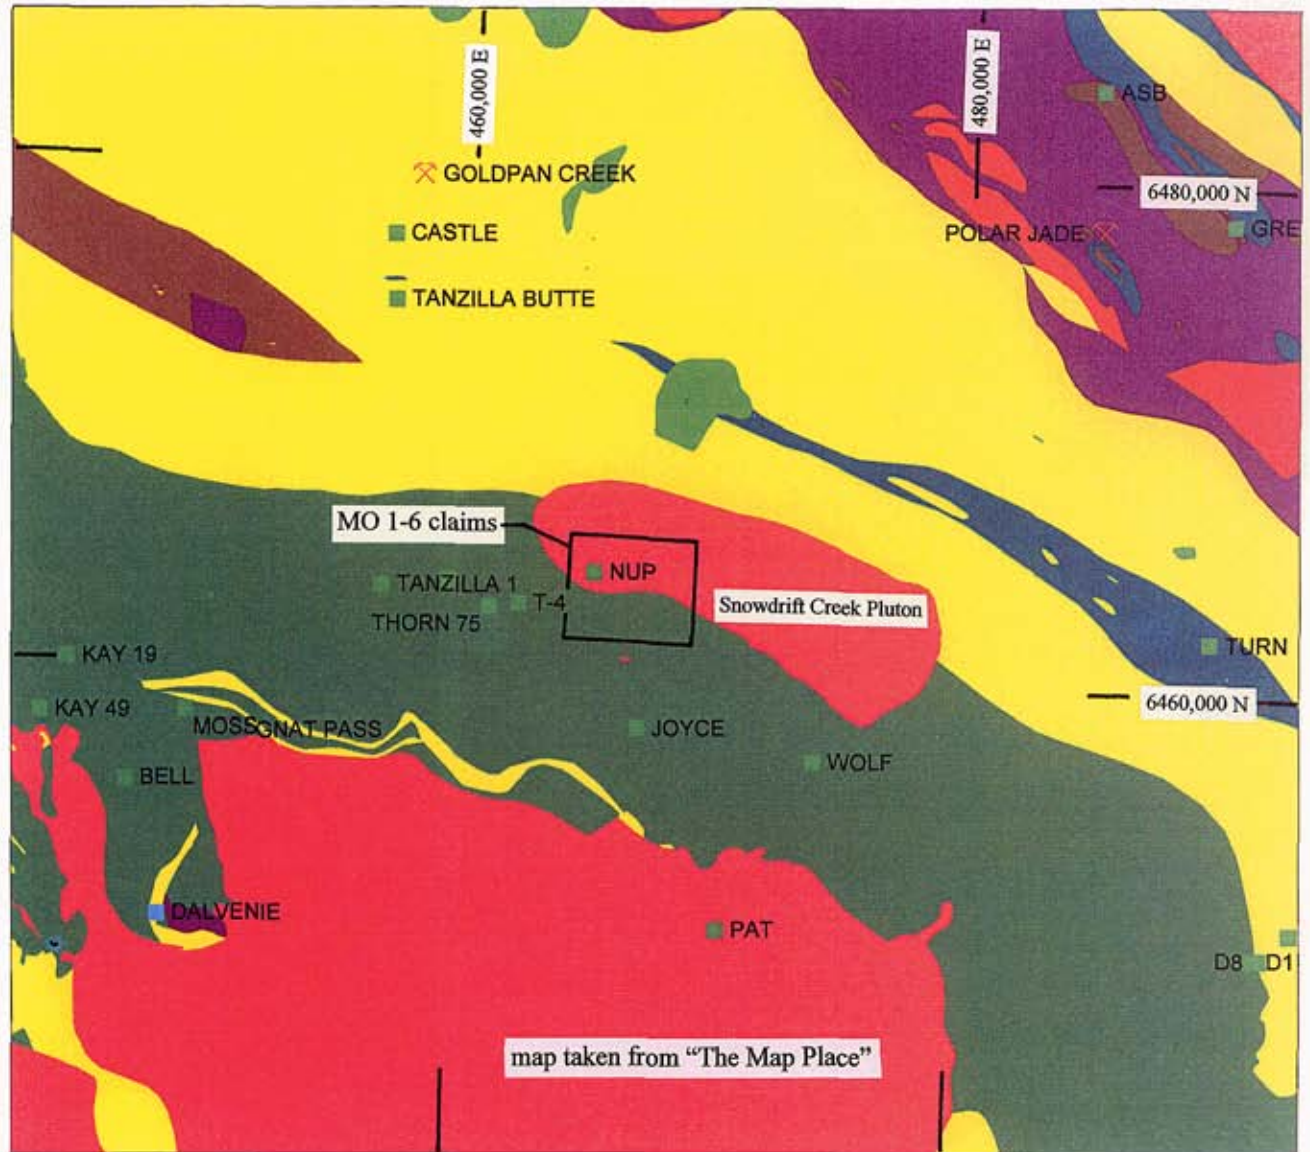 460,000 E
480,000 E
ASB
GOLDPAN CREEK
6480,000 N
CASTLE
POLAR JADE
GRE
TANZILLA BUTTE
MO 1-6 claims
NUP
TANZILLA 1
T-4
THORN 75
Snowdrift Creek Pluton
KAY 19
TURN
KAY 49
6460,000 N
MOSS
GNAT PASS
JOYCE
WOLF
BELL
DALVENIE
PAT
D8
D1
map taken from “The Map Place”